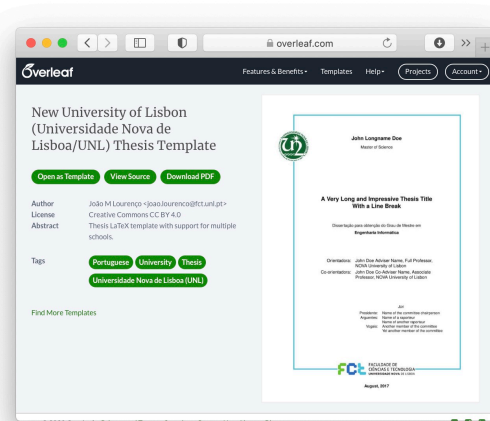 overleaf.com
Overleaf
Features & Benefits
Templates
Help
Projects
Account
New University of Lisbon
(Universidade Nova de
Lisboa/UNL) Thesis Template
Open as Template
View Source
Download PDF
Author João M Lourenço <joao.lourenco@fct.unl.pt>
License Creative Commons CC BY 4.0
Abstract Thesis LaTeX template with support for multiple
schools.
Tags
Portuguese
University
Thesis
Universidade Nova de Lisboa (UNL)
Find More Templates
John Longname Doe
Master of Science
A Very Long and Impressive Thesis Title
With a Line Break
Dissertação para obtenção do Grau de Mestre em
Engenharia Informática
Orientadora: John Doe Adviser Name, Full Professor,
NOVA University of Lisbon
Co-orientadora: John Doe Co-Adviser Name, Associate
Professor, NOVA University of Lisbon
Júri
Presidente: Name of the committee chairperson
Arguentes: Name of a raporteur
Name of another raporteur
Vogais: Another member of the committee
Yet another member of the committee
FCT
FACULDADE DE
CIÊNCIAS E TECNOLOGIA
UNIVERSIDADE NOVA DE LISBOA
August, 2017